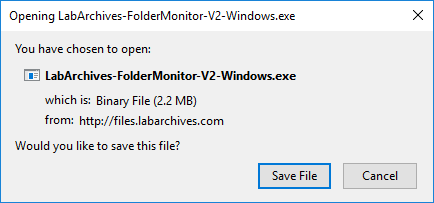 Opening LabArchives-FolderMonitor-V2-Windows.exe
You have chosen to open:
LabArchives-FolderMonitor-V2-Windows.exe
which is: Binary File (2.2 MB)
from: http://files.labarchives.com
Would you like to save this file?
Save File Cancel